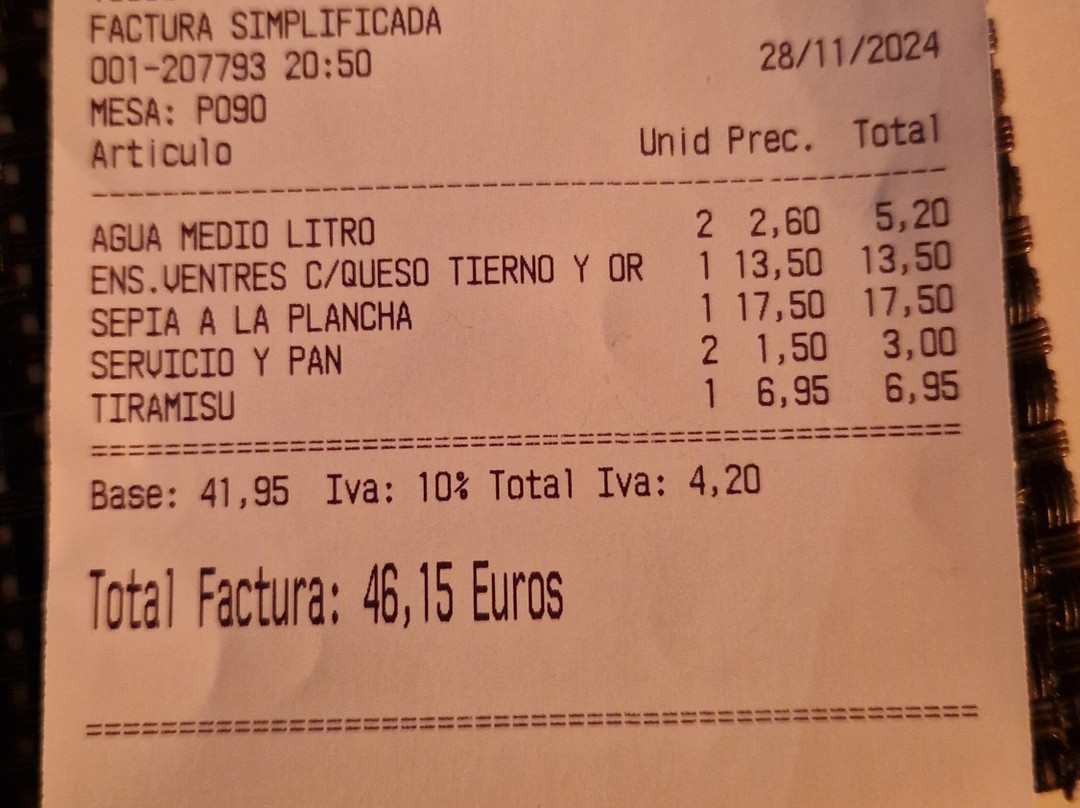 FACTURA SIMPLIFICADA
001-207793 20:50 28/11/2024
MESA: P090
Articulo Unid Prec. Total
AGUA MEDIO LITRO 2 2,60 5,20
ENS.VENTRES C/QUESO TIERNO Y OR 1 13,50 13,50
SEPIA A LA PLANCHA 1 17,50 17,50
SERVICIO Y PAN 2 1,50 3,00
TIRAMISU 1 6,95 6,95
Base: 41,95 Iva: 10% Total Iva: 4,20
Total Factura: 46,15 Euros